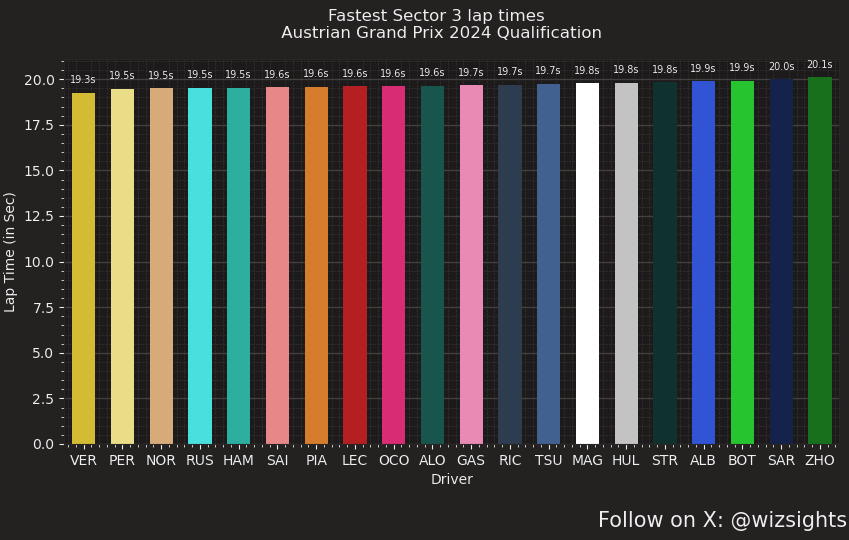 Fastest Sector 3 lap times
Austrian Grand Prix 2024 Qualification
19.3s 19.5s 19.5s 19.5s 19.5s 19.6s 19.6s 19.6s 19.6s 19.6s 19.7s 19.7s 19.7s 19.8s 19.8s 19.8s 19.9s 19.9s 20.0s 20.1s
20.0
17.5
15.0
12.5
10.0
7.5
5.0
2.5
0.0
Lap Time (in Sec)
VER PER NOR RUS HAM SAI PIA LEC OCO ALO GAS RIC TSU MAG HUL STR ALB BOT SAR ZHO
Driver
Follow on X: @wizsights